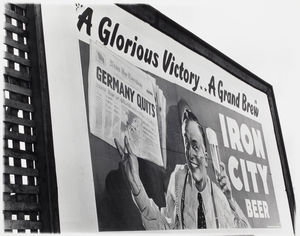 A Glorious Victory.. A Grand Brew
GERMANY QUITS
IRON
CITY
BEER